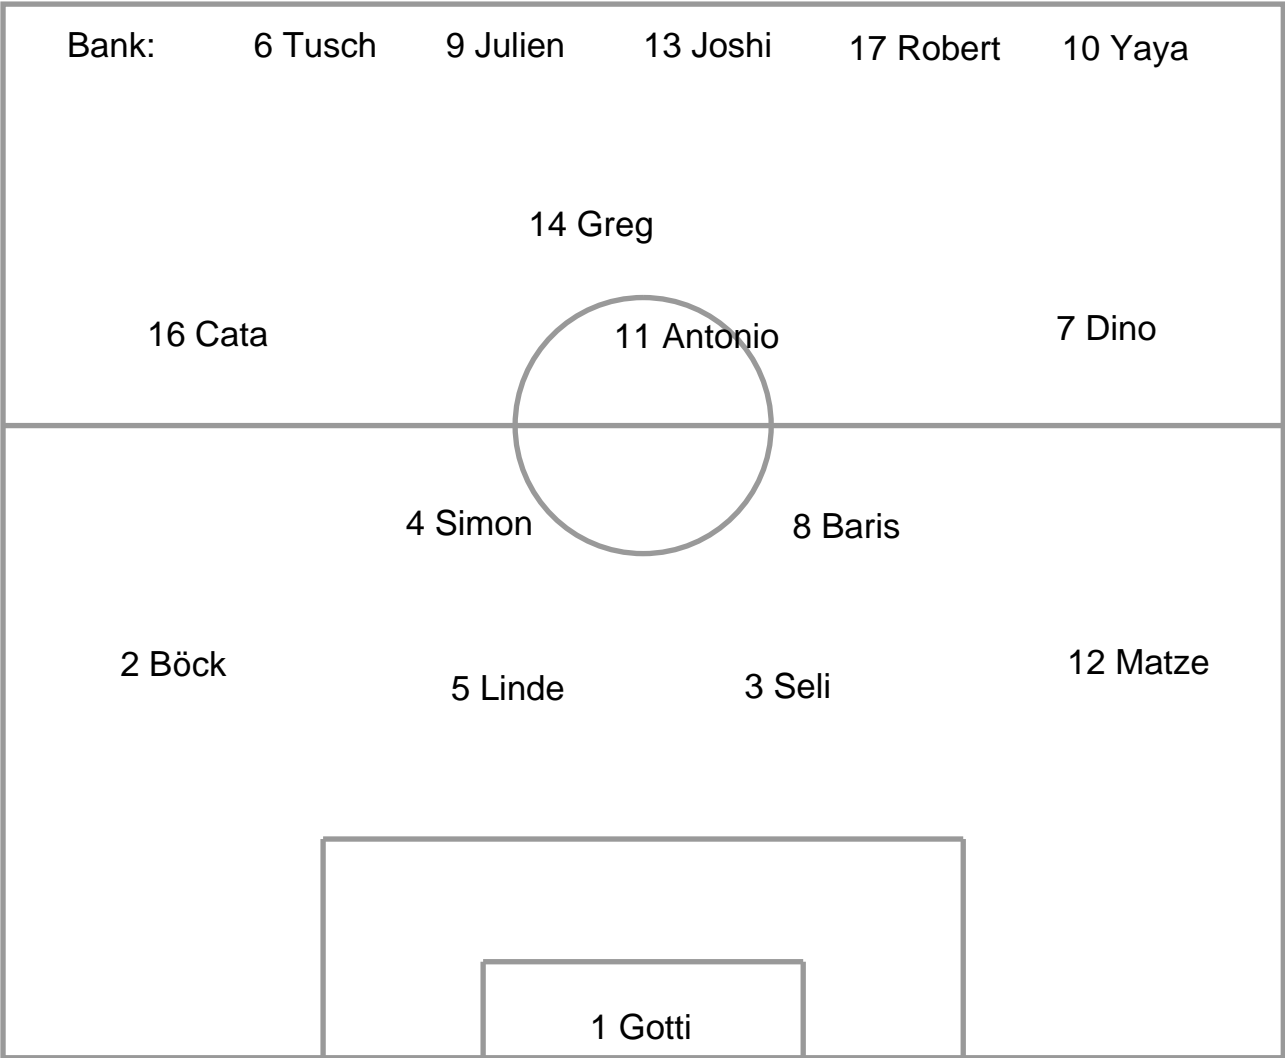 Bank: 6 Tusch 9 Julien 13 Joshi 17 Robert 10 Yaya
14 Greg
16 Cata 11 Antonio 7 Dino
4 Simon 8 Baris
2 Böck 5 Linde 3 Seli 12 Matze
1 Gotti